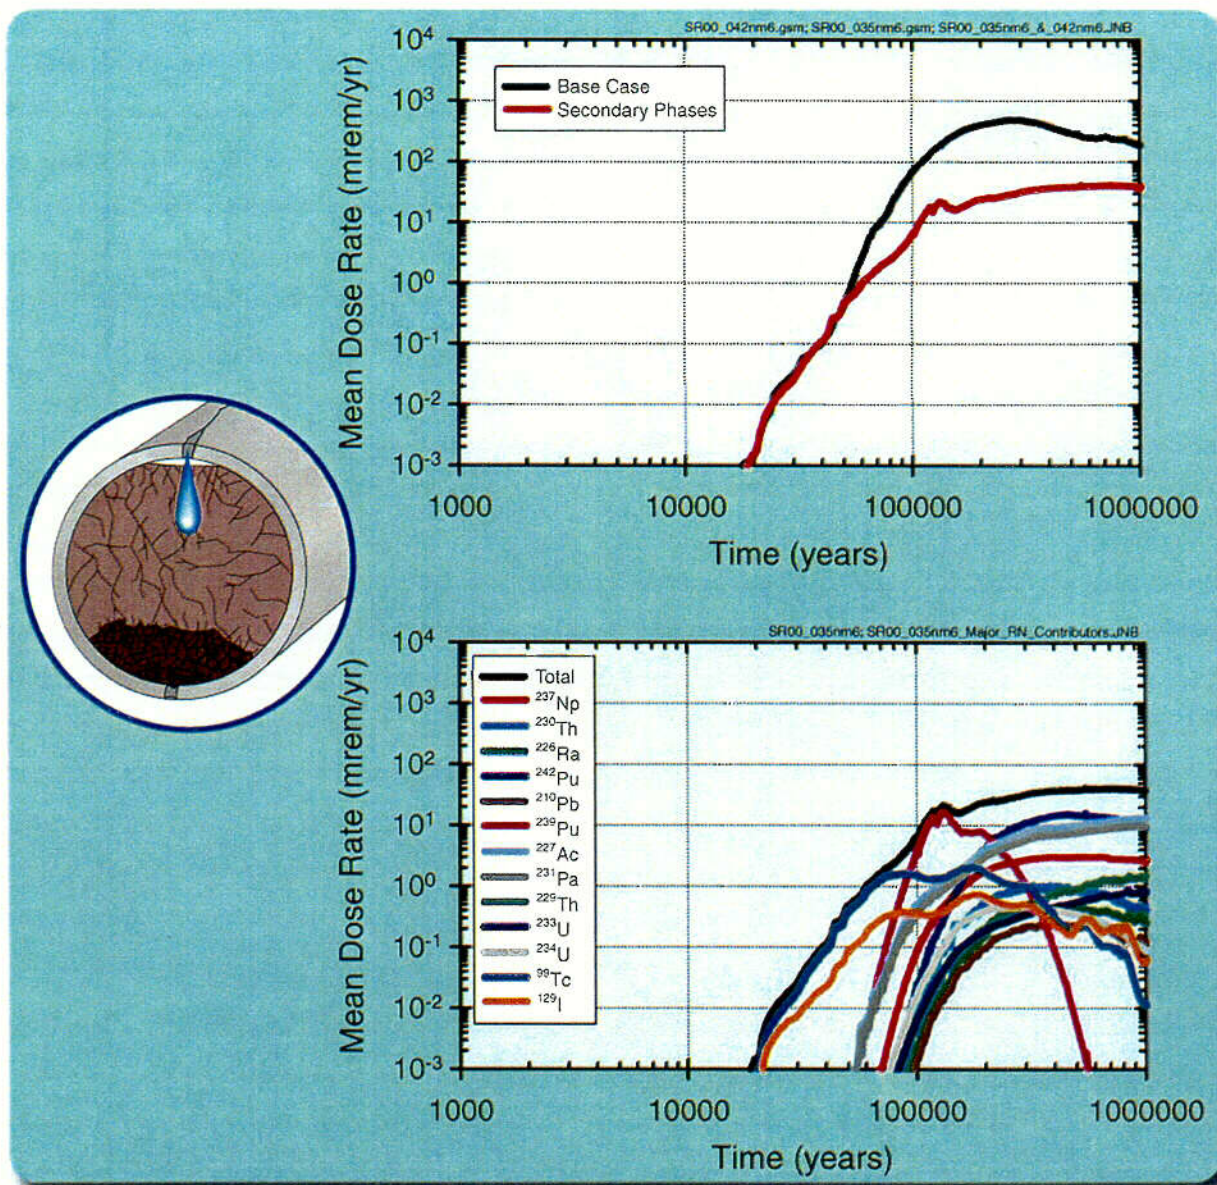 SR00_042nm6.gsm; SR00_035nm6.gsm; SR00_035nm6_&_042nm6.JNB
10⁴
10³
10²
10¹
10⁰
10⁻¹
10⁻²
10⁻³
Mean Dose Rate (mrem/yr)
Base Case
Secondary Phases
1000 10000 100000 1000000
Time (years)
SR00_035nm6; SR00_035nm6_Major_RN_Contributors.JNB
10⁴
10³
10²
10¹
10⁰
10⁻¹
10⁻²
10⁻³
Mean Dose Rate (mrem/yr)
Total
²³⁷Np
²³⁰Th
²²⁶Ra
²⁴²Pu
²¹⁰Pb
²³⁹Pu
²²⁷Ac
²³¹Pa
²²⁹Th
²³³U
²³⁴U
⁹⁹Tc
¹²⁹I
1000 10000 100000 1000000
Time (years)